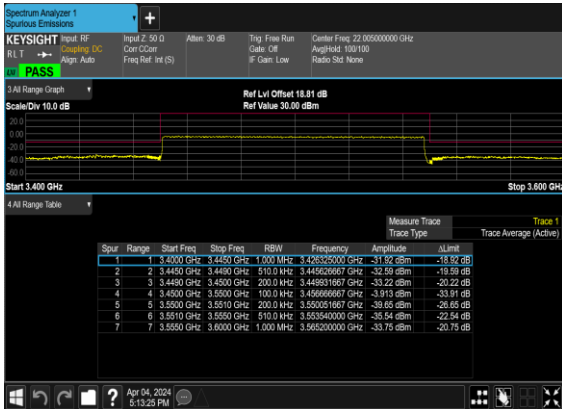 Spectrum Analyzer 1
Spurious Emissions
+
KEYSIGHT Input: RF Input Z: 50 Ω Atten: 30 dB Trig: Free Run Center Freq: 22.005000000 GHz
RLT Coupling: DC Corr CCorr Gate: Off Avg|Hold: 100/100
Align: Auto Freq Ref: Int (S) IF Gain: Low Radio Std: None
PASS
3 All Range Graph
Ref Lvl Offset 18.81 dB
Scale/Div 10.0 dB Ref Value 30.00 dBm
20.0
0.00
-20.0
-40.0
-60.0
Start 3.400 GHz Stop 3.600 GHz
4 All Range Table
Measure Trace Trace 1
Trace Type Trace Average (Active)
Spur Range Start Freq Stop Freq RBW Frequency Amplitude ΔLimit
1 1 3.4000 GHz 3.4450 GHz 1.000 MHz 3.426325000 GHz -31.92 dBm -18.92 dB
2 2 3.4450 GHz 3.4490 GHz 510.0 kHz 3.445626667 GHz -32.59 dBm -19.59 dB
3 3 3.4490 GHz 3.4500 GHz 200.0 kHz 3.449931667 GHz -33.22 dBm -20.22 dB
4 4 3.4500 GHz 3.5500 GHz 100.0 kHz 3.456666667 GHz -3.913 dBm -33.91 dB
5 5 3.5500 GHz 3.5510 GHz 200.0 kHz 3.550051667 GHz -39.65 dBm -26.65 dB
6 6 3.5510 GHz 3.5550 GHz 510.0 kHz 3.553540000 GHz -35.54 dBm -22.54 dB
7 7 3.5550 GHz 3.6000 GHz 1.000 MHz 3.565200000 GHz -33.75 dBm -20.75 dB
? Apr 04, 2024
5:13:25 PM